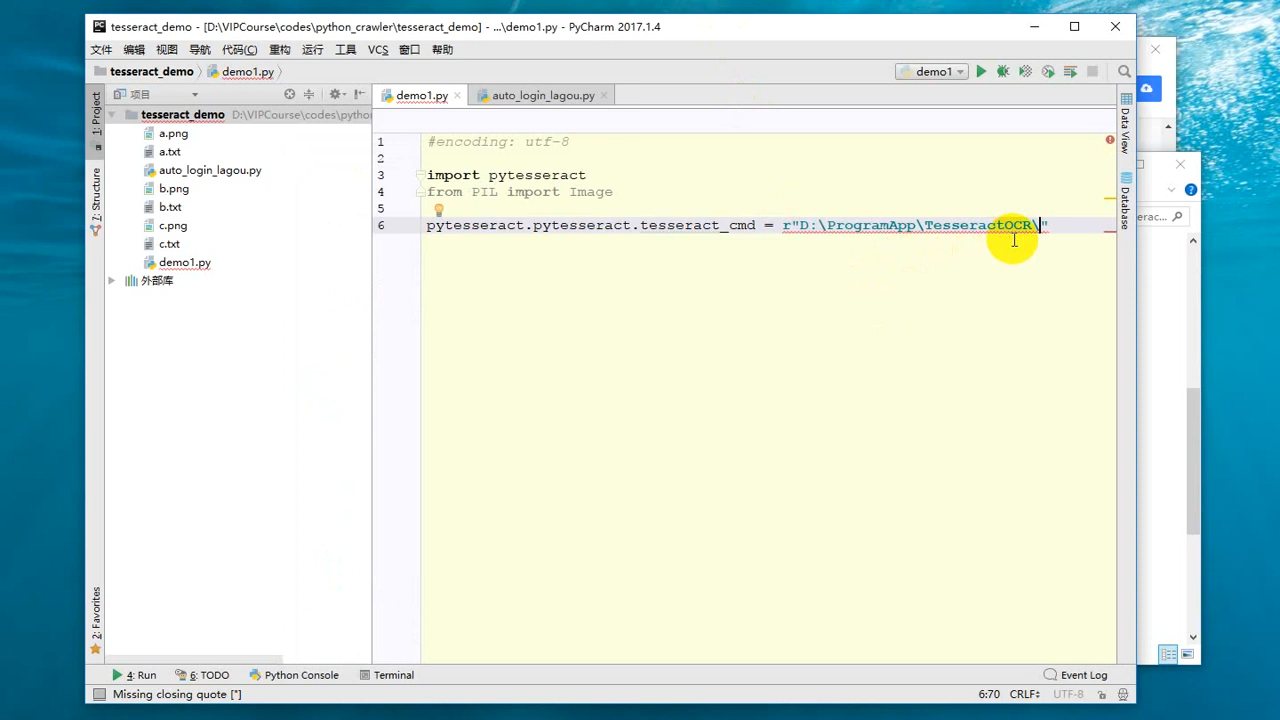 tesseract_demo - [D:\VIPCourse\codes\python_crawler\tesseract_demo] - ...\demo1.py - PyCharm 2017.1.4
文件 编辑 视图 导航 代码(C) 重构 运行 工具 VCS 窗口 帮助
tesseract_demo demo1.py demo1
项目 demo1.py auto_login_lagou.py
1: Project
7: Structure
2: Favorites
tesseract_demo D:\VIPCourse\codes\pytho
a.png
a.txt
auto_login_lagou.py
b.png
b.txt
c.png
c.txt
demo1.py
外部库
1 #encoding: utf-8
2
3 import pytesseract
4 from PIL import Image
5
6 pytesseract.pytesseract.tesseract_cmd = r"D:\ProgramApp\TesseractOCR\"
Data View
Database
erac...
4: Run 6: TODO Python Console Terminal Event Log
Missing closing quote ["] 6:70 CRLF UTF-8